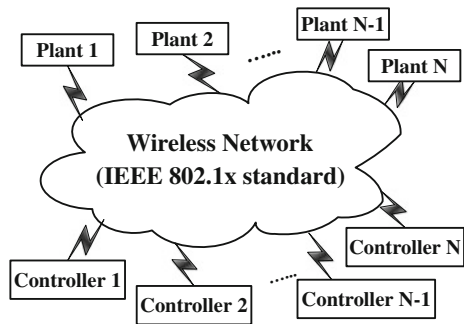 Plant 1
Plant 2
......
Plant N-1
Plant N
Wireless Network
(IEEE 802.1x standard)
Controller 1
Controller 2
......
Controller N-1
Controller N